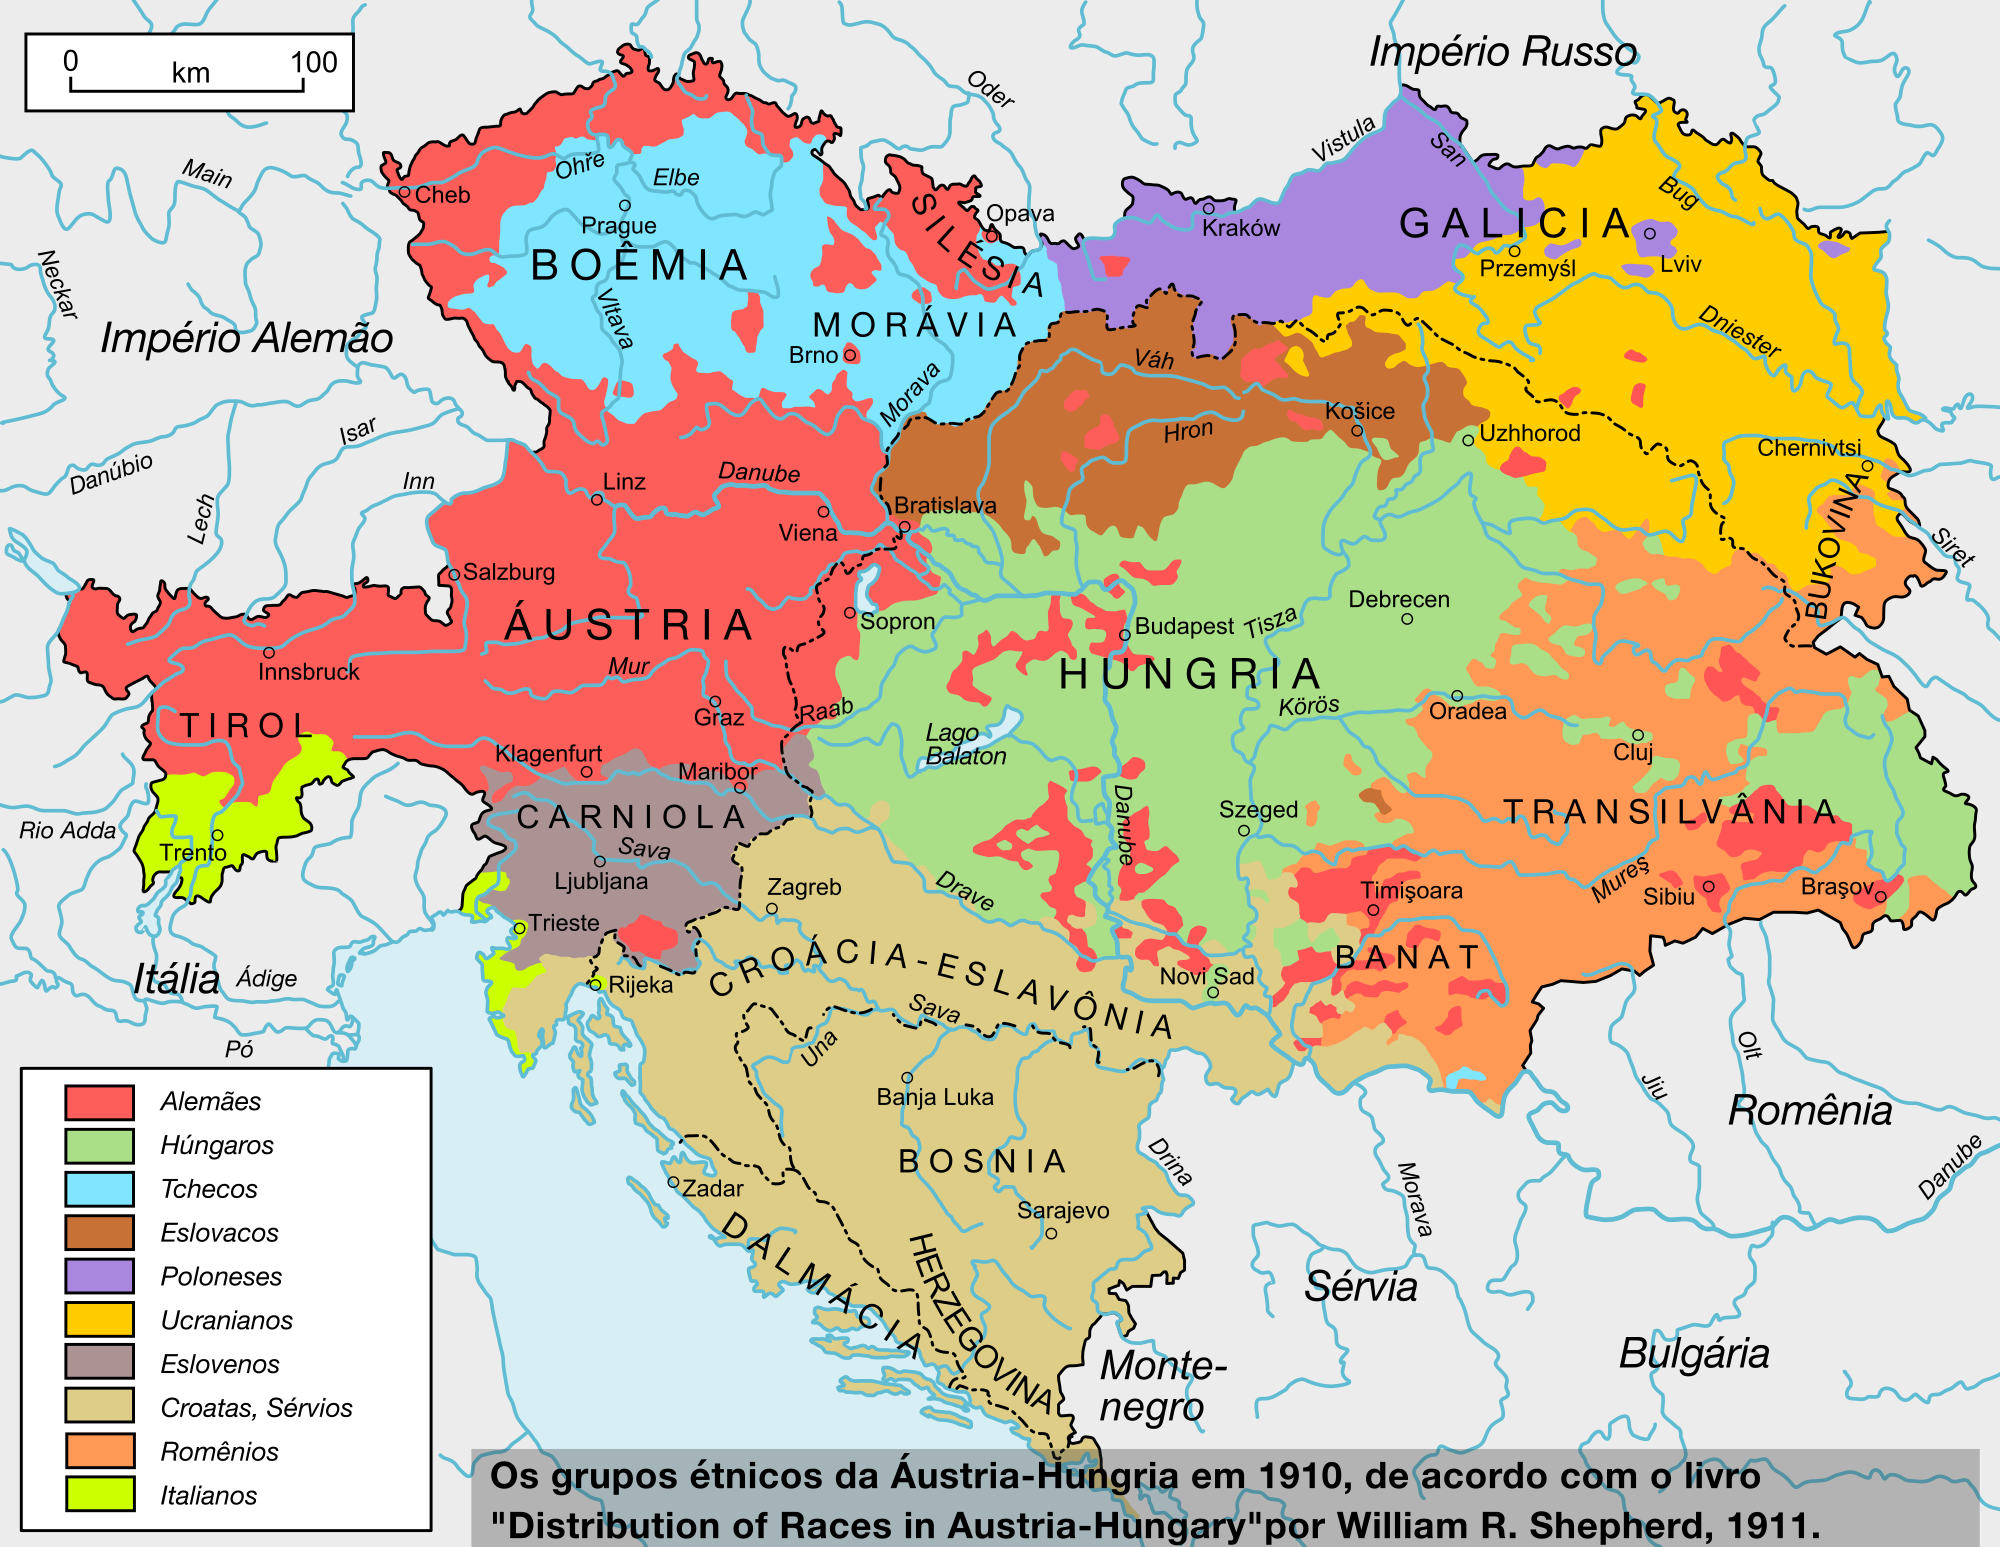 0
100
km
Império Russo
Oder
Vistula
San
Main
Cheb
Ohře
Elbe
Prague
BOÊMIA
SILÉSIA
Opava
Kraków
GALICIA
Bug
Przemyśl
Lviv
Neckar
Império Alemão
Vltava
MORÁVIA
Brno
Morava
Váh
Dniester
Hron
Košice
Uzhhorod
Chernivtsi
BUKOVINA
Siret
Danúbio
Isar
Lech
Inn
Linz
Danube
Viena
Bratislava
Salzburg
ÁUSTRIA
Sopron
Budapest
Tisza
Debrecen
Innsbruck
Mur
HUNGRIA
TIROL
Graz
Raab
Lago
Balaton
Körös
Oradea
Cluj
Klagenfurt
Maribor
CARNIOLA
Danube
Szeged
TRANSILVÂNIA
Rio Adda
Trento
Sava
Ljubljana
Zagreb
Drave
Timişoara
Mureş
Sibiu
Braşov
Trieste
Itália
Ádige
Rijeka
CROÁCIA-ESLAVÔNIA
Novi Sad
BANAT
Sava
Pó
Una
Banja Luka
Olt
Jiu
Romênia
BOSNIA
Drina
Morava
Danube
Zadar
Sarajevo
DALMÁCIA
HERZEGOVINA
Sérvia
Monte-
negro
Bulgária
Alemães
Húngaros
Tchecos
Eslovacos
Poloneses
Ucranianos
Eslovenos
Croatas, Sérvios
Romênios
Italianos
Os grupos étnicos da Áustria-Hungria em 1910, de acordo com o livro
"Distribution of Races in Austria-Hungary"por William R. Shepherd, 1911.